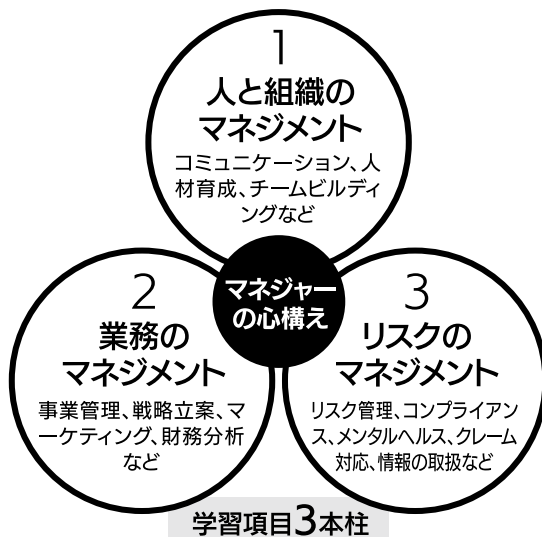 1
人と組織の
マネジメント
コミュニケーション、人
材育成、チームビルディ
ングなど
マネジャー
の心構え
2
業務の
マネジメント
事業管理、戦略立案、マ
ーケティング、財務分析
など
3
リスクの
マネジメント
リスク管理、コンプライアン
ス、メンタルヘルス、クレーム
対応、情報の取扱など
学習項目3本柱